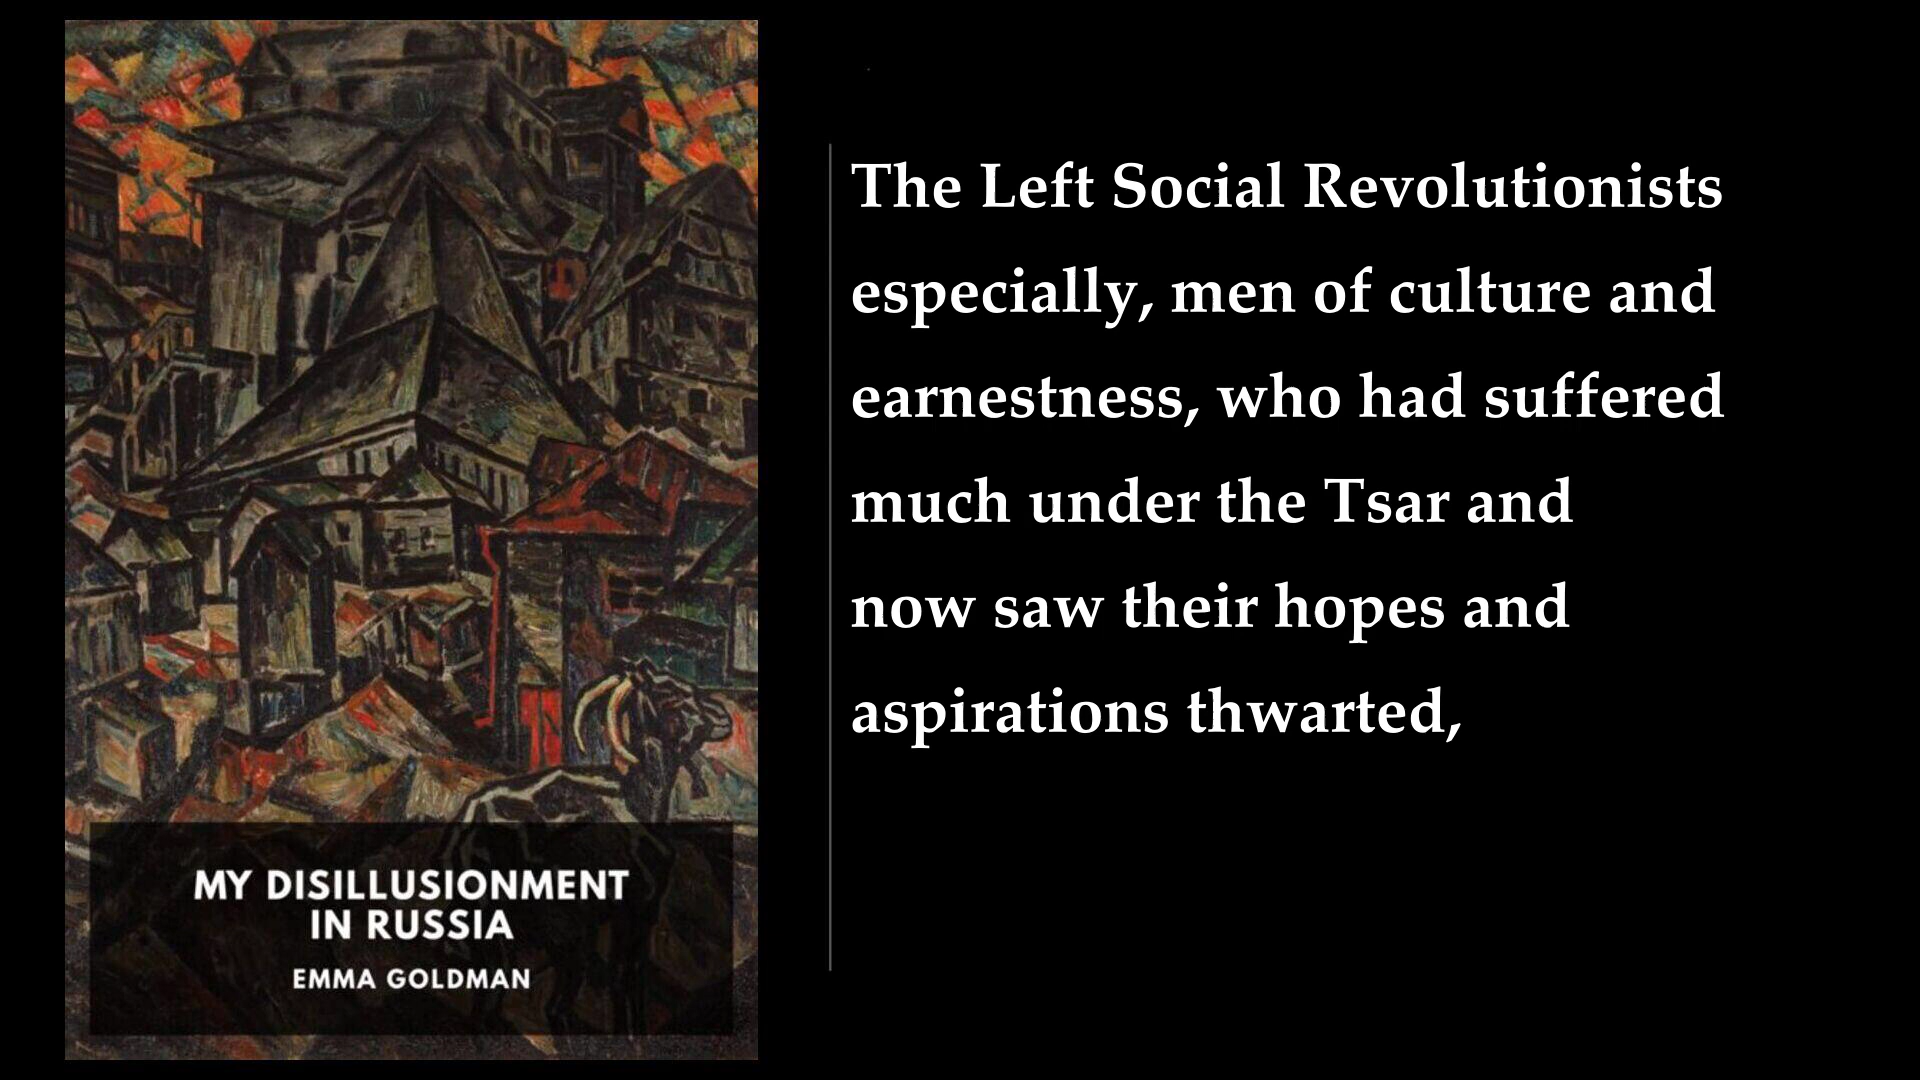 MY DISILLUSIONMENT
IN RUSSIA
EMMA GOLDMAN
The Left Social Revolutionists
especially, men of culture and
earnestness, who had suffered
much under the Tsar and
now saw their hopes and
aspirations thwarted,